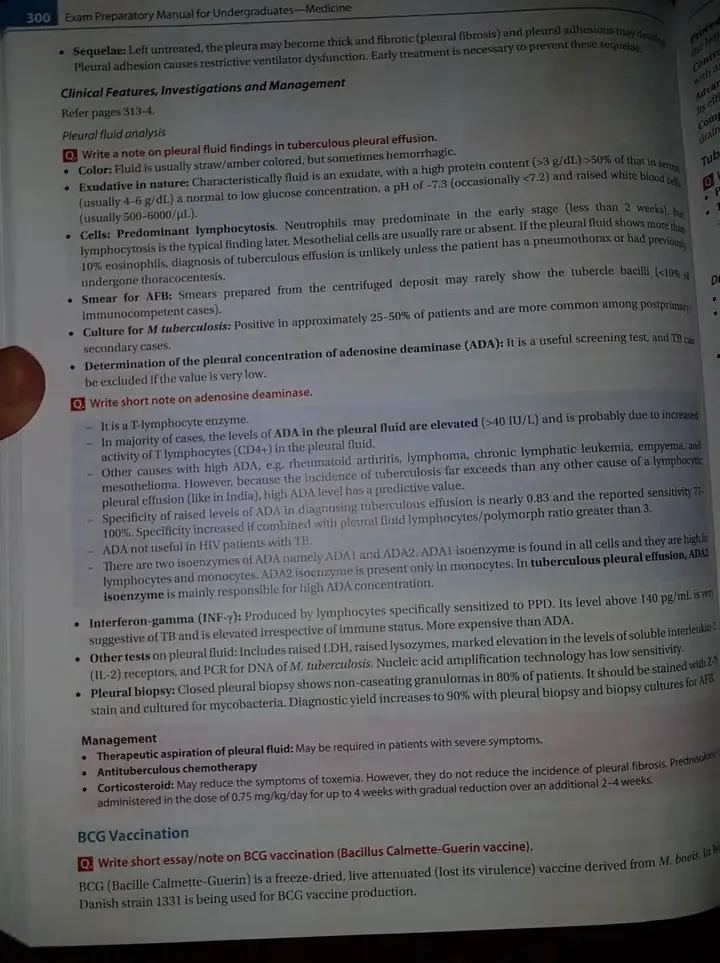 300 Exam Preparatory Manual for Undergraduates—Medicine
• Sequelae: Left untreated, the pleura may become thick and fibrotic (pleural fibrosis) and pleural adhesions may develop
Pleural adhesion causes restrictive ventilator dysfunction. Early treatment is necessary to prevent these sequelae.
Clinical Features, Investigations and Management
Refer pages 313-4.
Pleural fluid analysis
Q. Write a note on pleural fluid findings in tuberculous pleural effusion.
• Color: Fluid is usually straw/amber colored, but sometimes hemorrhagic.
• Exudative in nature: Characteristically fluid is an exudate, with a high protein content (>3 g/dL) >50% of that in serum
(usually 4–6 g/dL) a normal to low glucose concentration, a pH of ~7.3 (occasionally <7.2) and raised white blood cells
(usually 500–6000/μL).
• Cells: Predominant lymphocytosis. Neutrophils may predominate in the early stage (less than 2 weeks), but
lymphocytosis is the typical finding later. Mesothelial cells are usually rare or absent. If the pleural fluid shows more than
10% eosinophils, diagnosis of tuberculous effusion is unlikely unless the patient has a pneumothorax or had previously
undergone thoracocentesis.
• Smear for AFB: Smears prepared from the centrifuged deposit may rarely show the tubercle bacilli (<10% of
immunocompetent cases).
• Culture for M tuberculosis: Positive in approximately 25–50% of patients and are more common among postprimary/
secondary cases.
• Determination of the pleural concentration of adenosine deaminase (ADA): It is a useful screening test, and TB can
be excluded if the value is very low.
Q. Write short note on adenosine deaminase.
– It is a T-lymphocyte enzyme.
– In majority of cases, the levels of ADA in the pleural fluid are elevated (>40 IU/L) and is probably due to increased
activity of T lymphocytes (CD4+) in the pleural fluid.
– Other causes with high ADA, e.g. rheumatoid arthritis, lymphoma, chronic lymphatic leukemia, empyema, and
mesothelioma. However, because the incidence of tuberculosis far exceeds than any other cause of a lymphocytic
pleural effusion (like in India), high ADA level has a predictive value.
– Specificity of raised levels of ADA in diagnosing tuberculous effusion is nearly 0.83 and the reported sensitivity 77–
100%. Specificity increased if combined with pleural fluid lymphocytes/polymorph ratio greater than 3.
– ADA not useful in HIV patients with TB.
– There are two isoenzymes of ADA namely ADA1 and ADA2. ADA1 isoenzyme is found in all cells and they are high in
lymphocytes and monocytes. ADA2 isoenzyme is present only in monocytes. In tuberculous pleural effusion, ADA2
isoenzyme is mainly responsible for high ADA concentration.
• Interferon-gamma (INF-γ): Produced by lymphocytes specifically sensitized to PPD. Its level above 140 pg/mL is very
suggestive of TB and is elevated irrespective of immune status. More expensive than ADA.
• Other tests on pleural fluid: Includes raised LDH, raised lysozymes, marked elevation in the levels of soluble interleukin-2
(IL-2) receptors, and PCR for DNA of M. tuberculosis. Nucleic acid amplification technology has low sensitivity.
• Pleural biopsy: Closed pleural biopsy shows non-caseating granulomas in 80% of patients. It should be stained with Z-N
stain and cultured for mycobacteria. Diagnostic yield increases to 90% with pleural biopsy and biopsy cultures for AFB.
Management
• Therapeutic aspiration of pleural fluid: May be required in patients with severe symptoms.
• Antituberculous chemotherapy
• Corticosteroid: May reduce the symptoms of toxemia. However, they do not reduce the incidence of pleural fibrosis. Prednisolone
administered in the dose of 0.75 mg/kg/day for up to 4 weeks with gradual reduction over an additional 2–4 weeks.
BCG Vaccination
Q. Write short essay/note on BCG vaccination (Bacillus Calmette-Guerin vaccine).
BCG (Bacille Calmette-Guerin) is a freeze-dried, live attenuated (lost its virulence) vaccine derived from M. bovis. In
Danish strain 1331 is being used for BCG vaccine production.